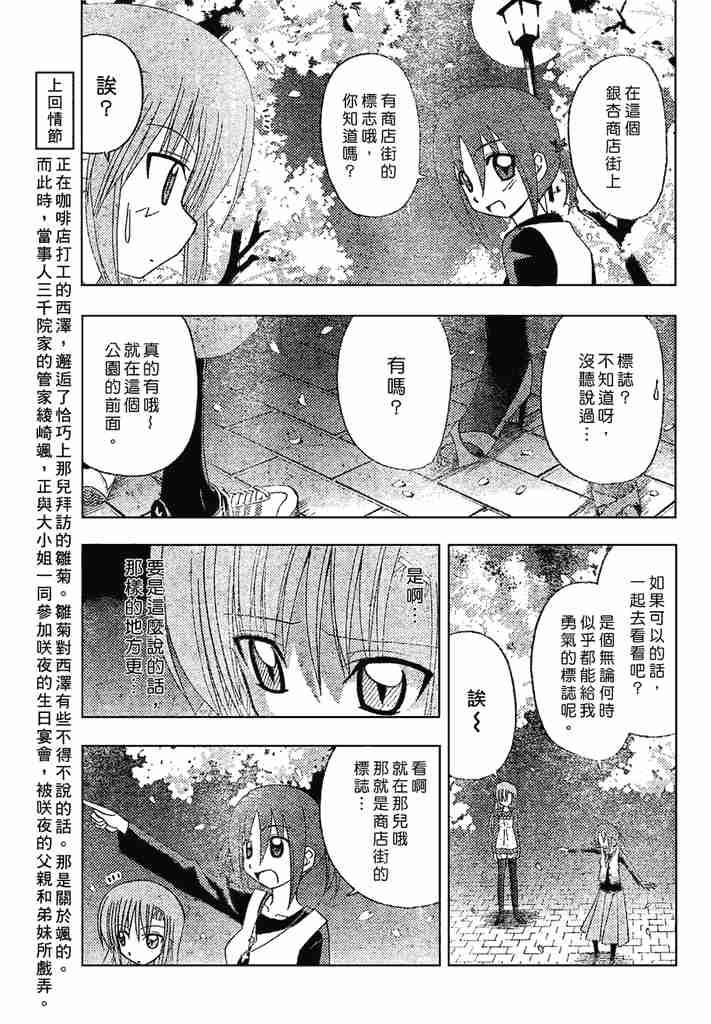 在這個
銀杏商店街上
有商店街的
標志哦，
你知道嗎？
誒？
標誌？
不知道呀，
沒聽說過…
有嗎？
真的有哦~
就在這個
公園的前面。
如果可以的話，
一起去看看吧？
是個無論何時
似乎都能給我
勇氣的標誌呢。
誒~
是啊…
要是這麼說的話，
那樣的地方更…
看啊
就在那兒哦
那就是商店街的
標誌…
上回情節
正在咖啡店打工的西澤，邂逅了恰巧上那兒拜訪的雛菊。雛菊對西澤有些不得不說的話。那是關於颯的。
而此時，當事人三千院家的管家綾崎颯，正與大小姐一同參加咲夜的生日宴會，被咲夜的父親和弟妹所戲弄。